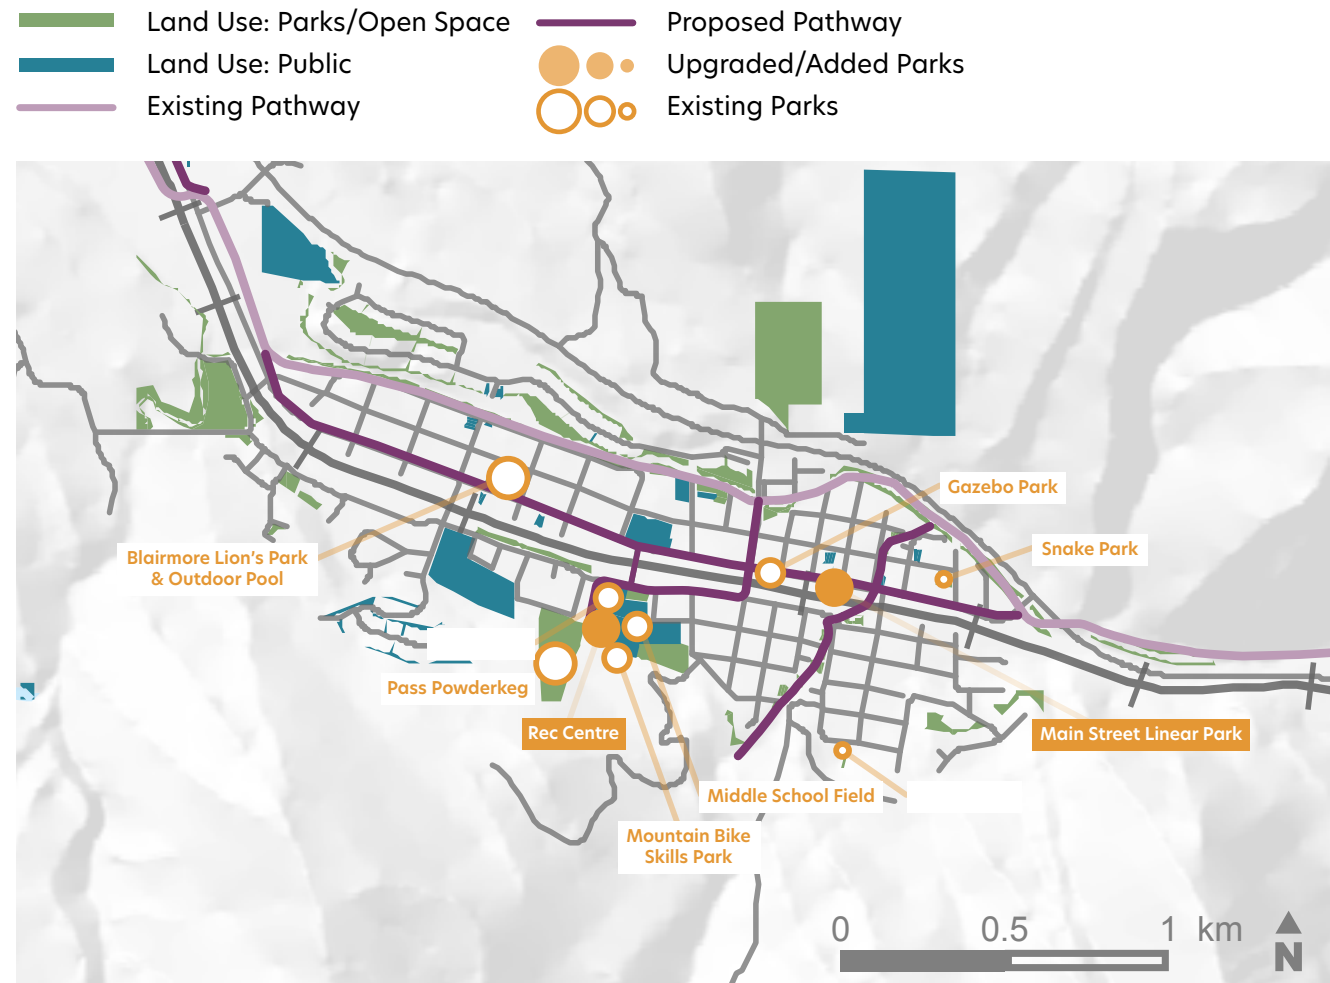 Land Use: Parks/Open Space
Land Use: Public
Existing Pathway
Proposed Pathway
Upgraded/Added Parks
Existing Parks
Gazebo Park
Snake Park
Blairmore Lion's Park
& Outdoor Pool
Pass Powderkeg
Rec Centre
Main Street Linear Park
Middle School Field
Mountain Bike
Skills Park
0 0.5 1 km
N